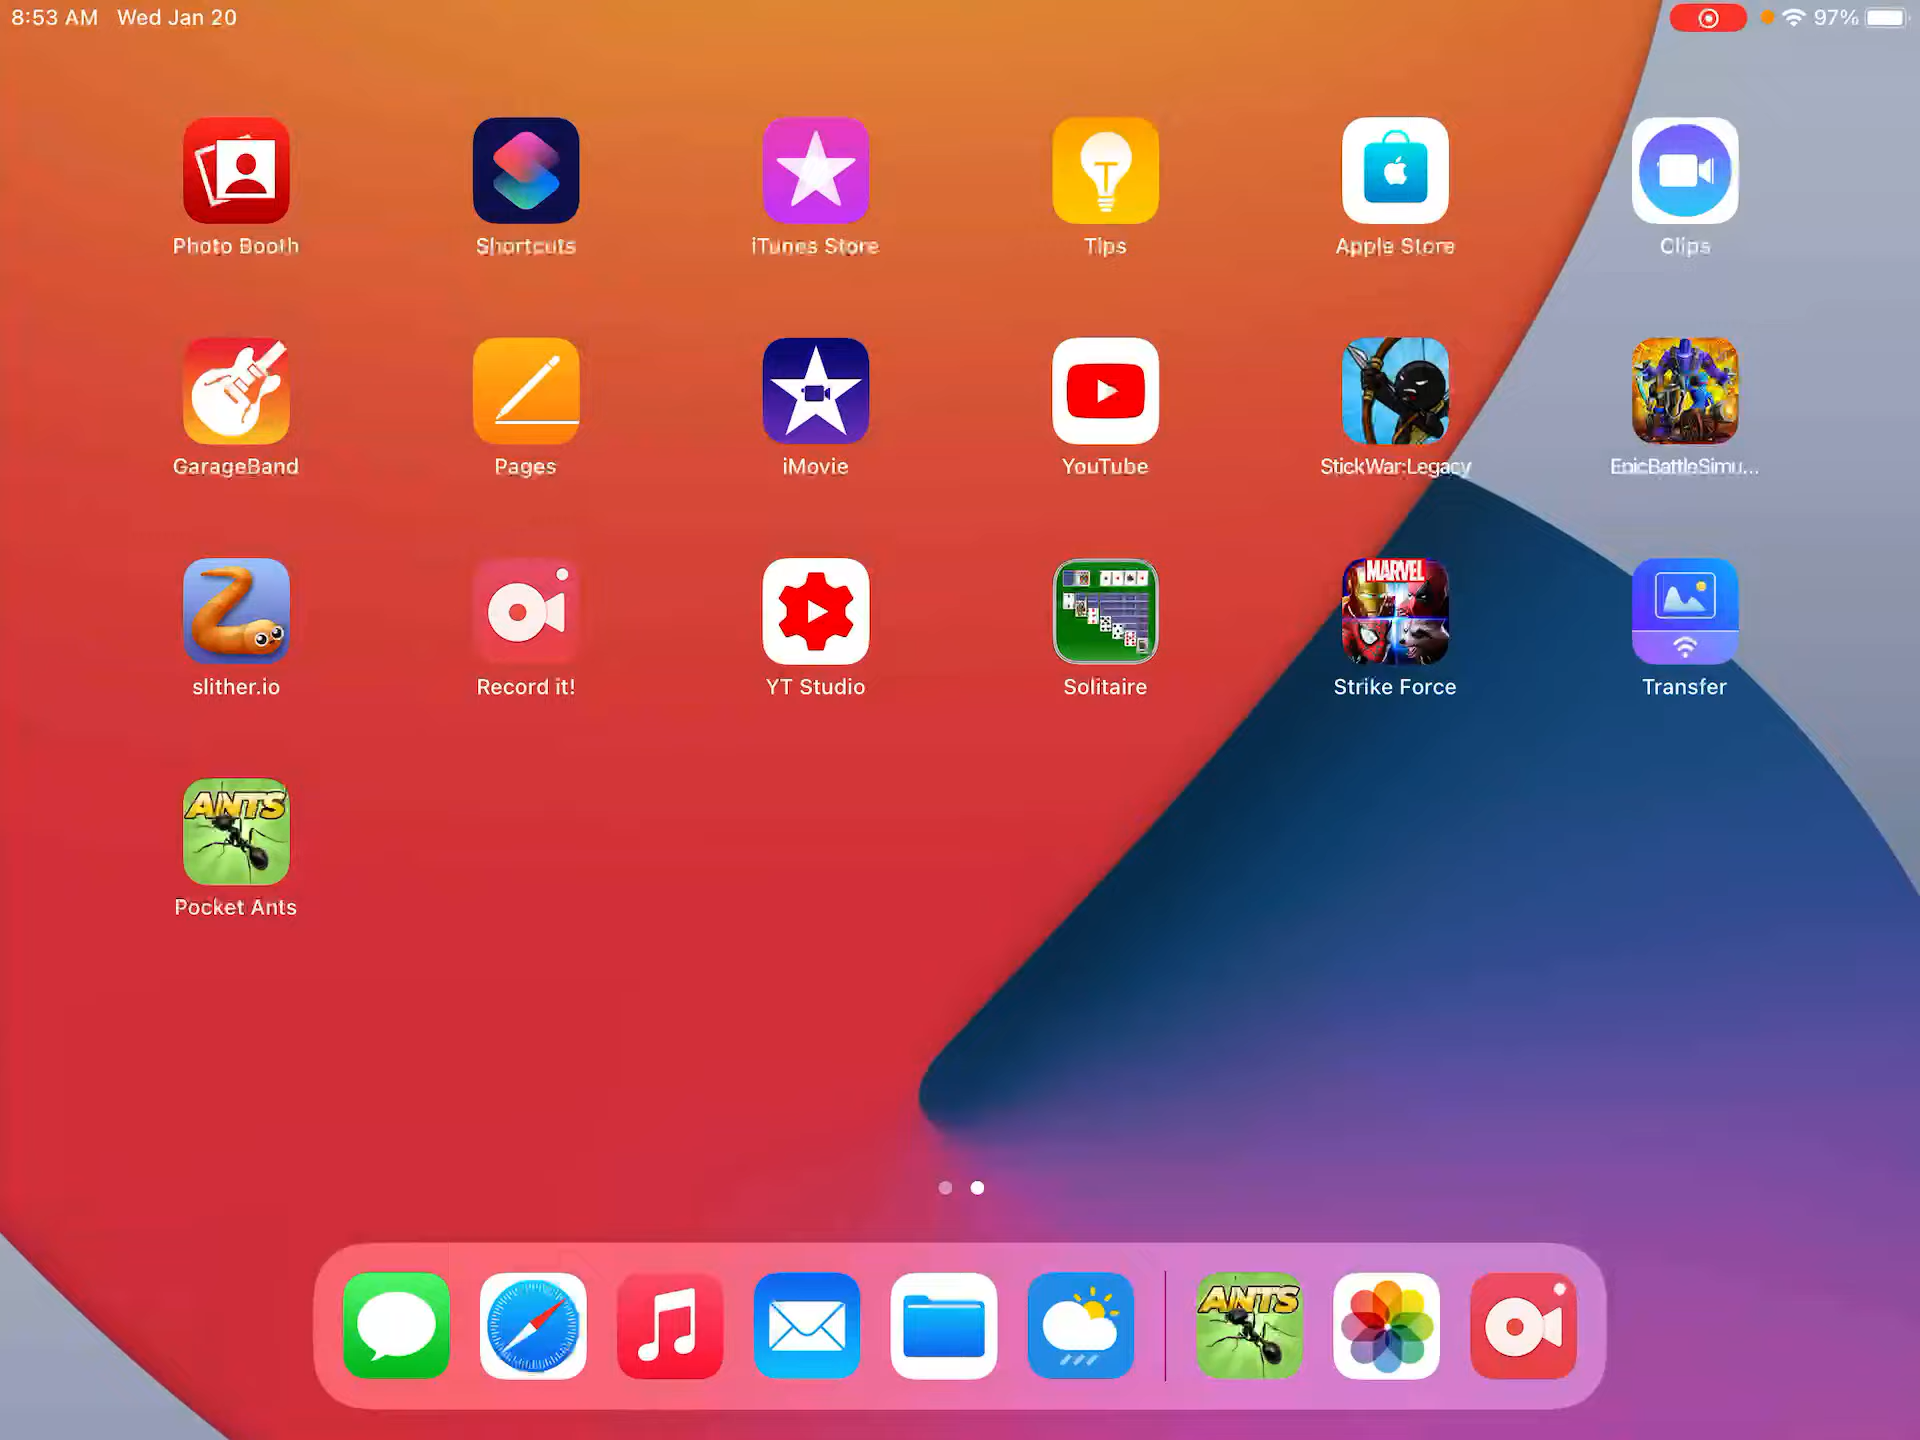 8:53 AM Wed Jan 20
97%
Photo Booth
Shortcuts
iTunes Store
T
Tips
Apple Store
Clips
GarageBand
Pages
iMovie
YouTube
StickWar:Legacy
EpicBattleSimu...
MARVEL
slither.io
Record it!
YT Studio
Solitaire
Strike Force
Transfer
ANTS
Pocket Ants
ANTS